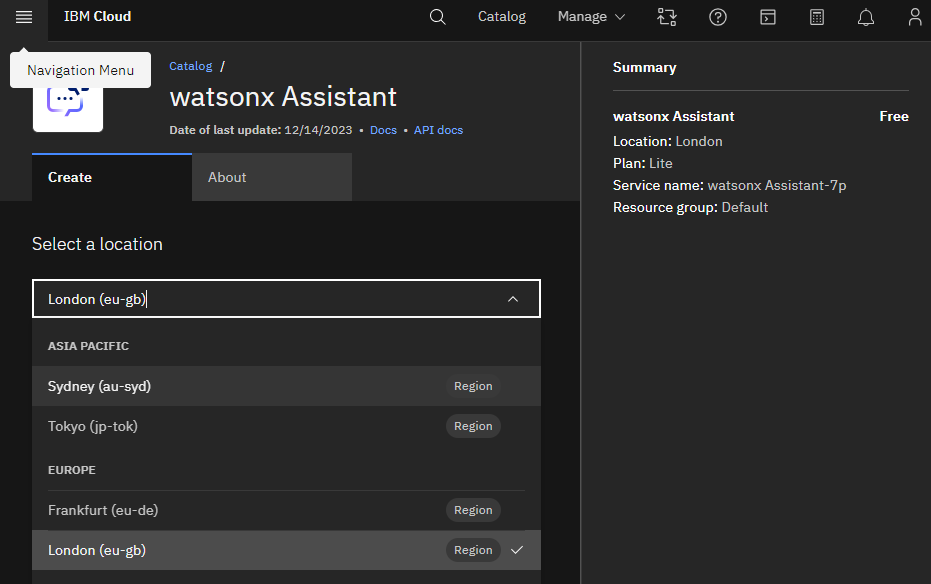 IBM Cloud
Catalog
Manage
Navigation Menu
Catalog /
watsonx Assistant
Date of last update: 12/14/2023 • Docs • API docs
Create
About
Select a location
London (eu-gb)
ASIA PACIFIC
Sydney (au-syd) Region
Tokyo (jp-tok) Region
EUROPE
Frankfurt (eu-de) Region
London (eu-gb) Region
Summary
watsonx Assistant Free
Location: London
Plan: Lite
Service name: watsonx Assistant-7p
Resource group: Default